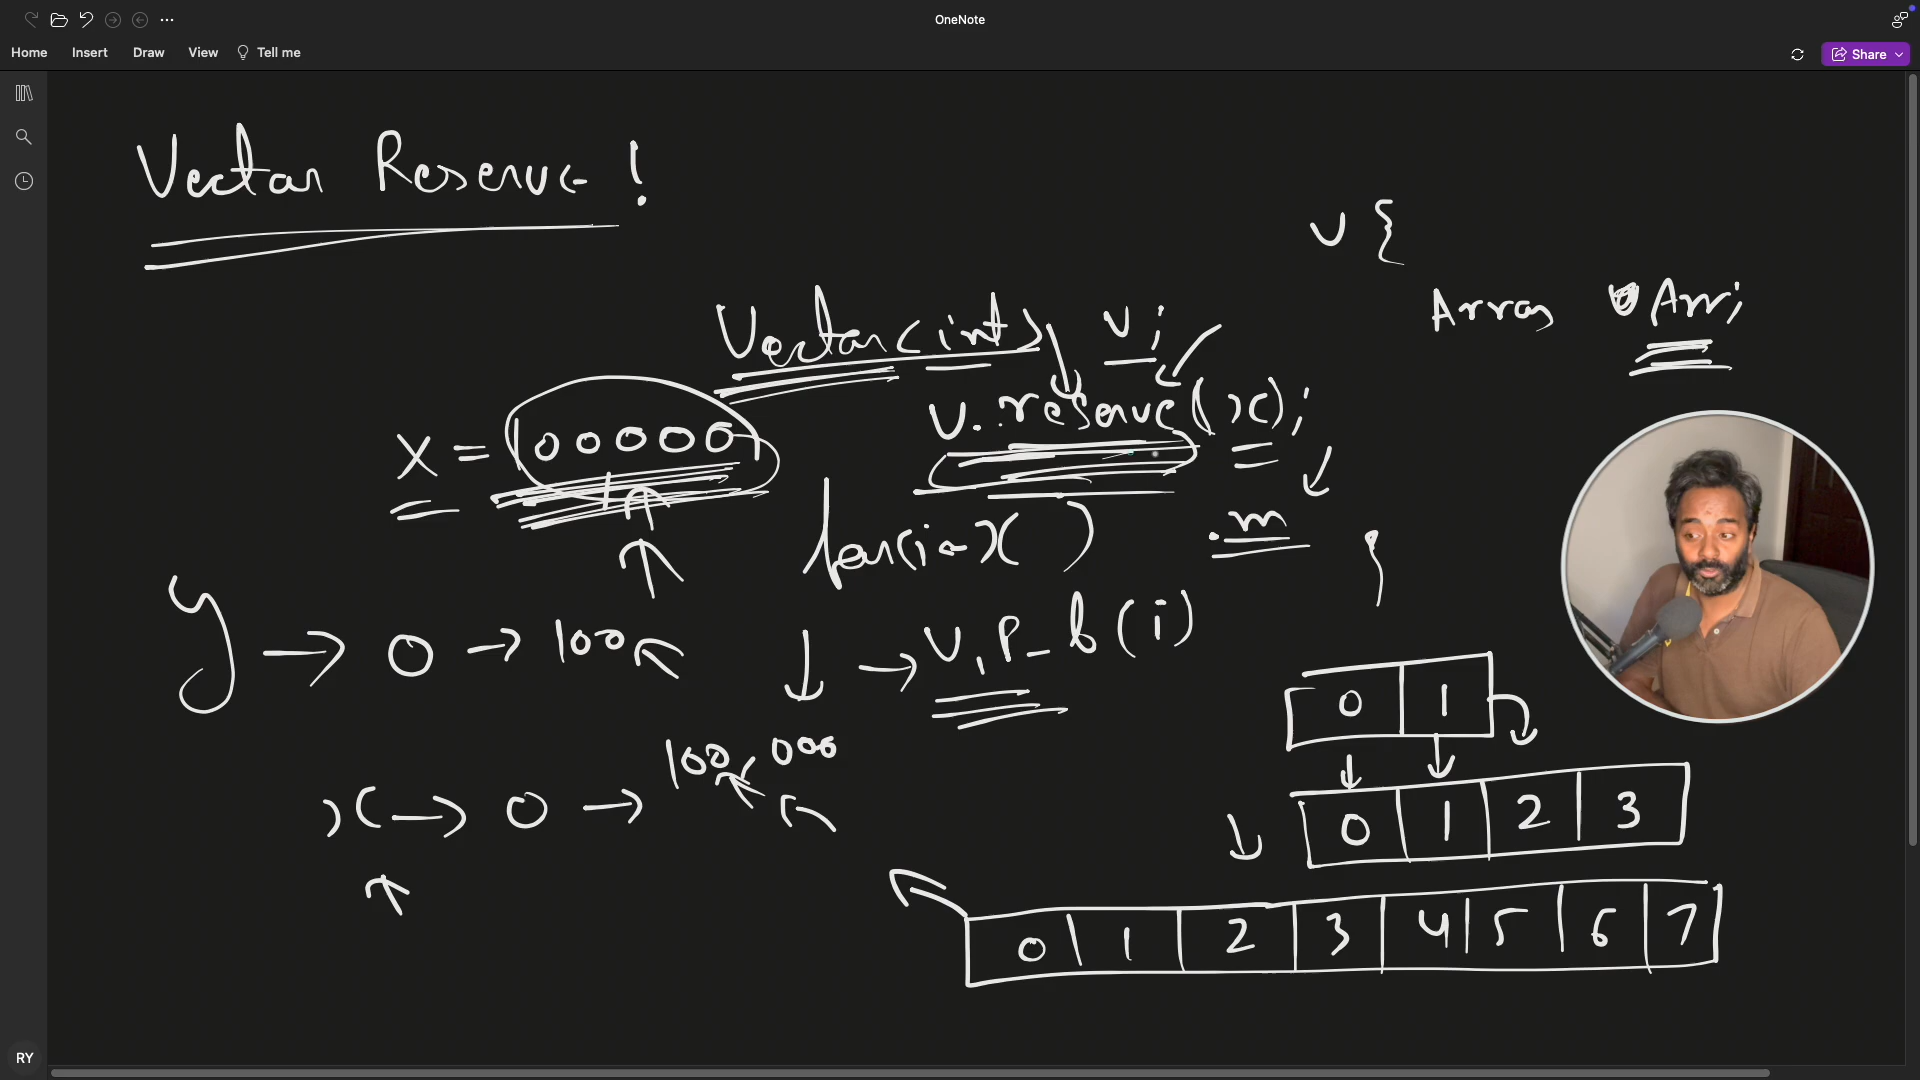 OneNote
Home Insert Draw View Tell me
Share
Vector Reserve!
v {
Array Arr;
Vector<int> v;
x = 100000
v.reserve(x);
for(i->x )
.m
}
y -> 0 -> 100
-> v.p_b(i)
x -> 0 -> 100,000
0 1
0 1 2 3
0 1 2 3 4 5 6 7
RY